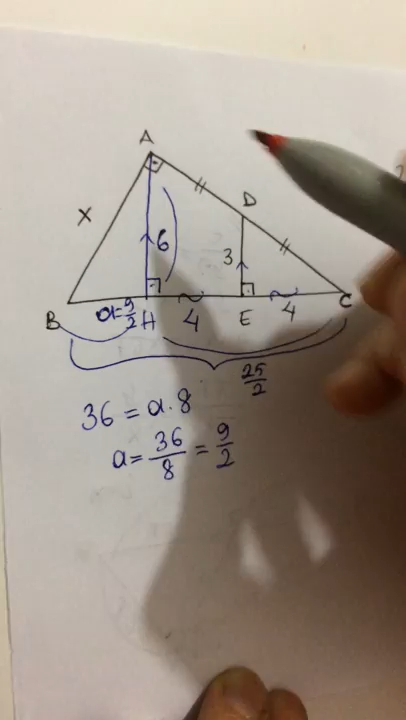 A
D
X
6
3
B
a=9/2
H
4
E
4
C
25/2
36 = a.8
a = 36/8 = 9/2